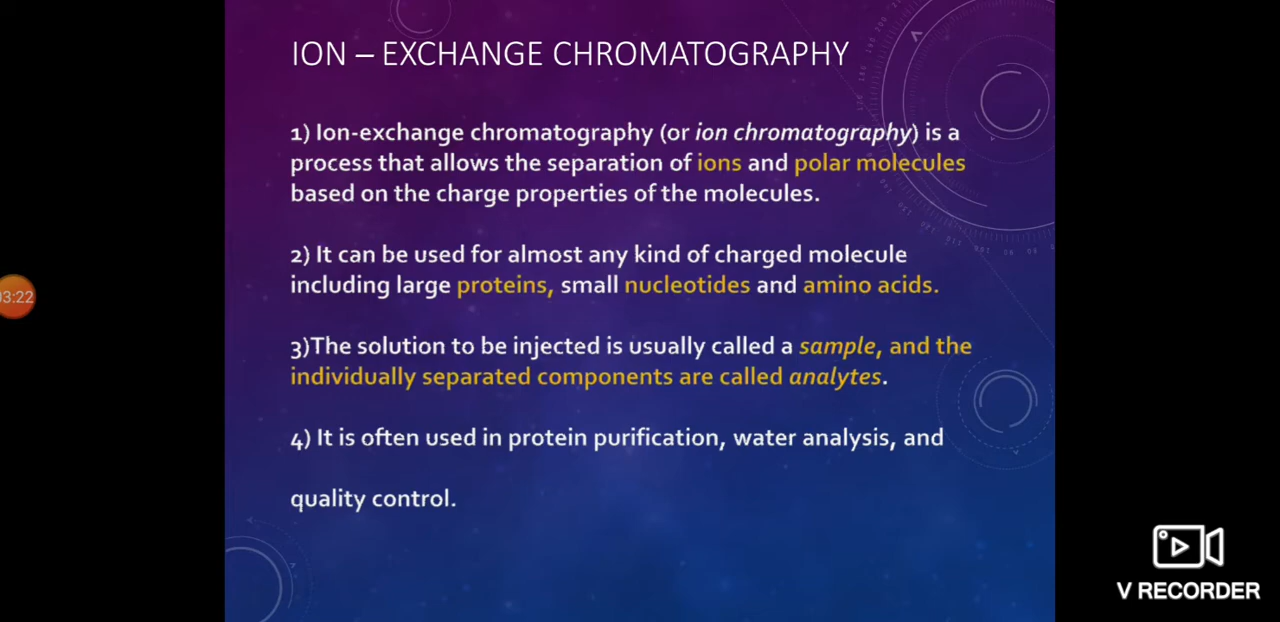 ION – EXCHANGE CHROMATOGRAPHY
1) Ion-exchange chromatography (or ion chromatography) is a
process that allows the separation of ions and polar molecules
based on the charge properties of the molecules.
2) It can be used for almost any kind of charged molecule
including large proteins, small nucleotides and amino acids.
3)The solution to be injected is usually called a sample, and the
individually separated components are called analytes.
4) It is often used in protein purification, water analysis, and
quality control.
03:22
V RECORDER